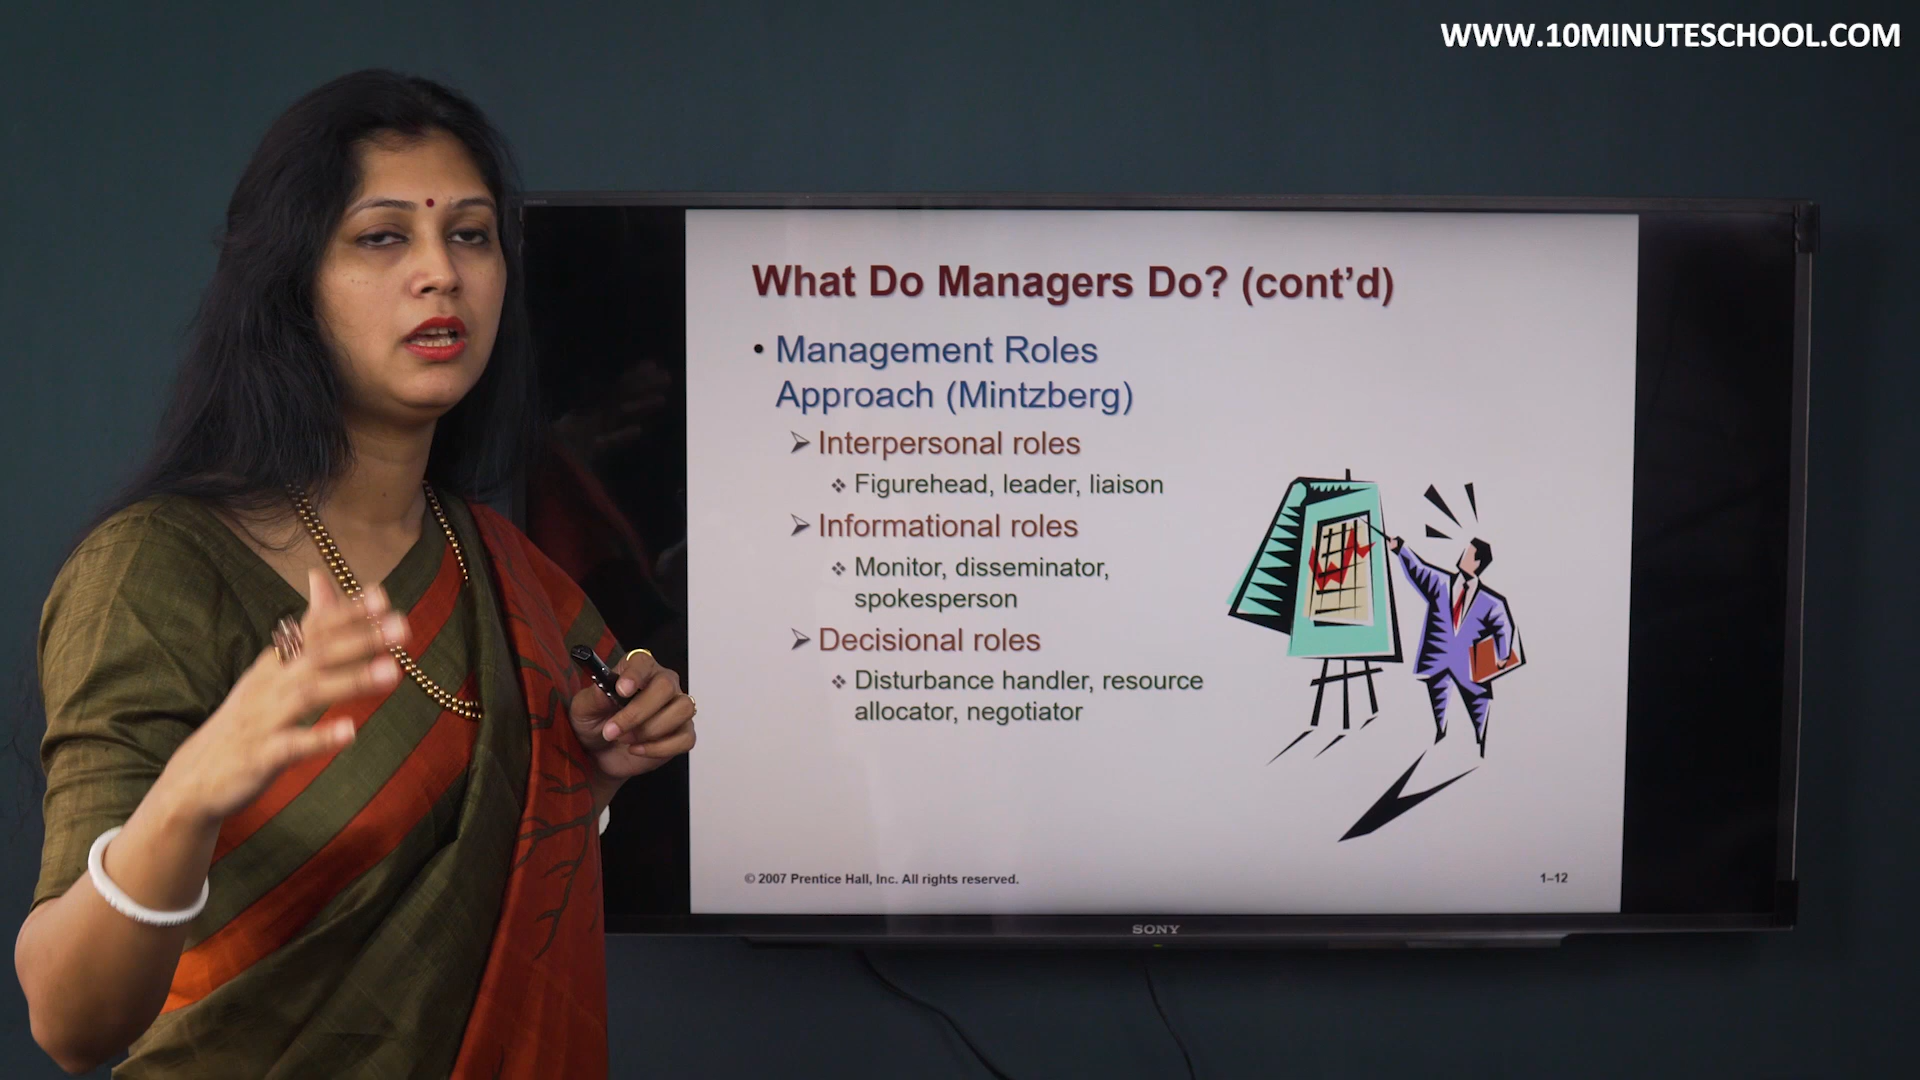 WWW.10MINUTESCHOOL.COM
What Do Managers Do? (cont’d)
• Management Roles
Approach (Mintzberg)
➢ Interpersonal roles
❖ Figurehead, leader, liaison
➢ Informational roles
❖ Monitor, disseminator,
spokesperson
➢ Decisional roles
❖ Disturbance handler, resource
allocator, negotiator
© 2007 Prentice Hall, Inc. All rights reserved.
1–12
SONY